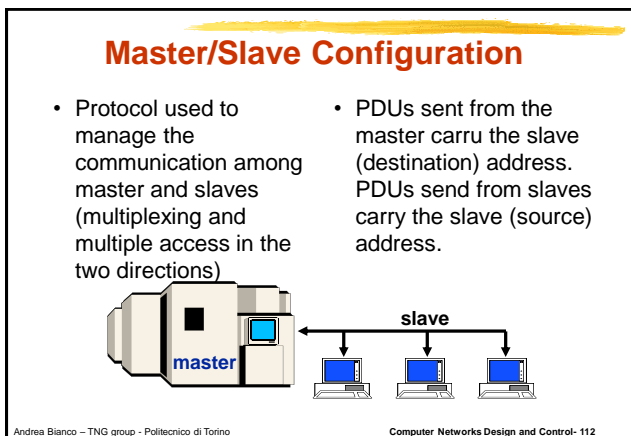 Master/Slave Configuration
• Protocol used to
manage the
communication among
master and slaves
(multiplexing and
multiple access in the
two directions)
• PDUs sent from the
master carru the slave
(destination) address.
PDUs send from slaves
carry the slave (source)
address.
slave
master
Andrea Bianco – TNG group - Politecnico di Torino
Computer Networks Design and Control- 112